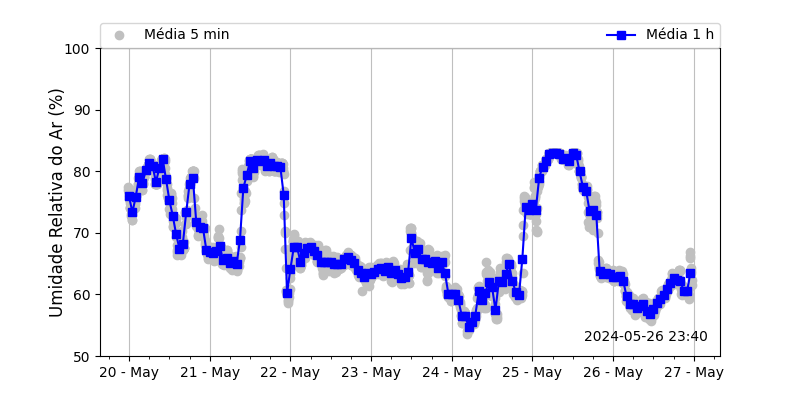 Média 5 min
Média 1 h
Umidade Relativa do Ar (%)
100
90
80
70
60
50
2024-05-26 23:40
20 - May
21 - May
22 - May
23 - May
24 - May
25 - May
26 - May
27 - May